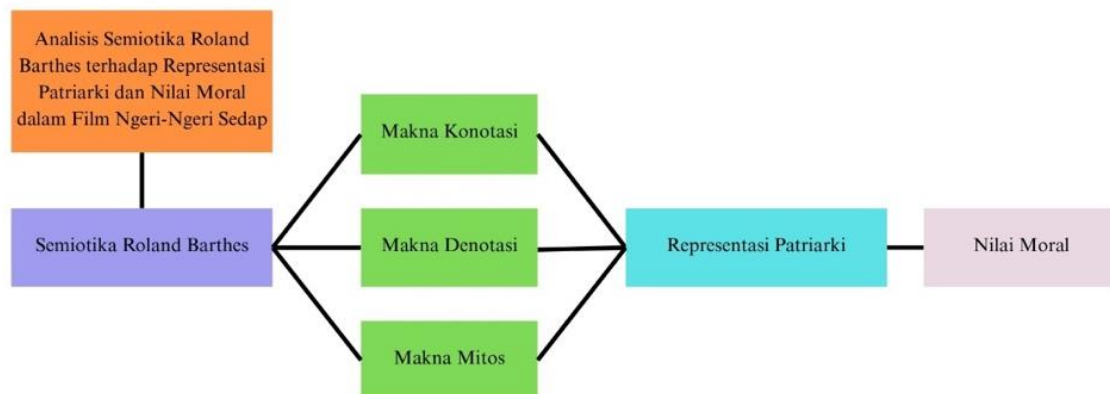 Analisis Semiotika Roland
Barthes terhadap Representasi
Patriarki dan Nilai Moral
dalam Film Ngeri-Ngeri Sedap
Semiotika Roland Barthes
Makna Konotasi
Makna Denotasi
Makna Mitos
Representasi Patriarki
Nilai Moral